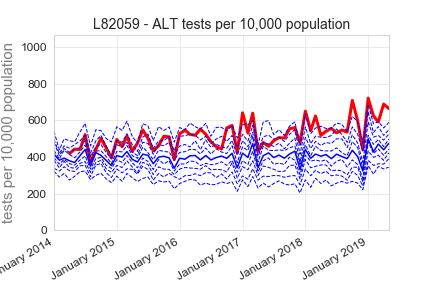 L82059 - ALT tests per 10,000 population
tests per 10,000 population
1000
800
600
400
200
0
nuary 2014
January 2015
January 2016
January 2017
January 2018
January 2019